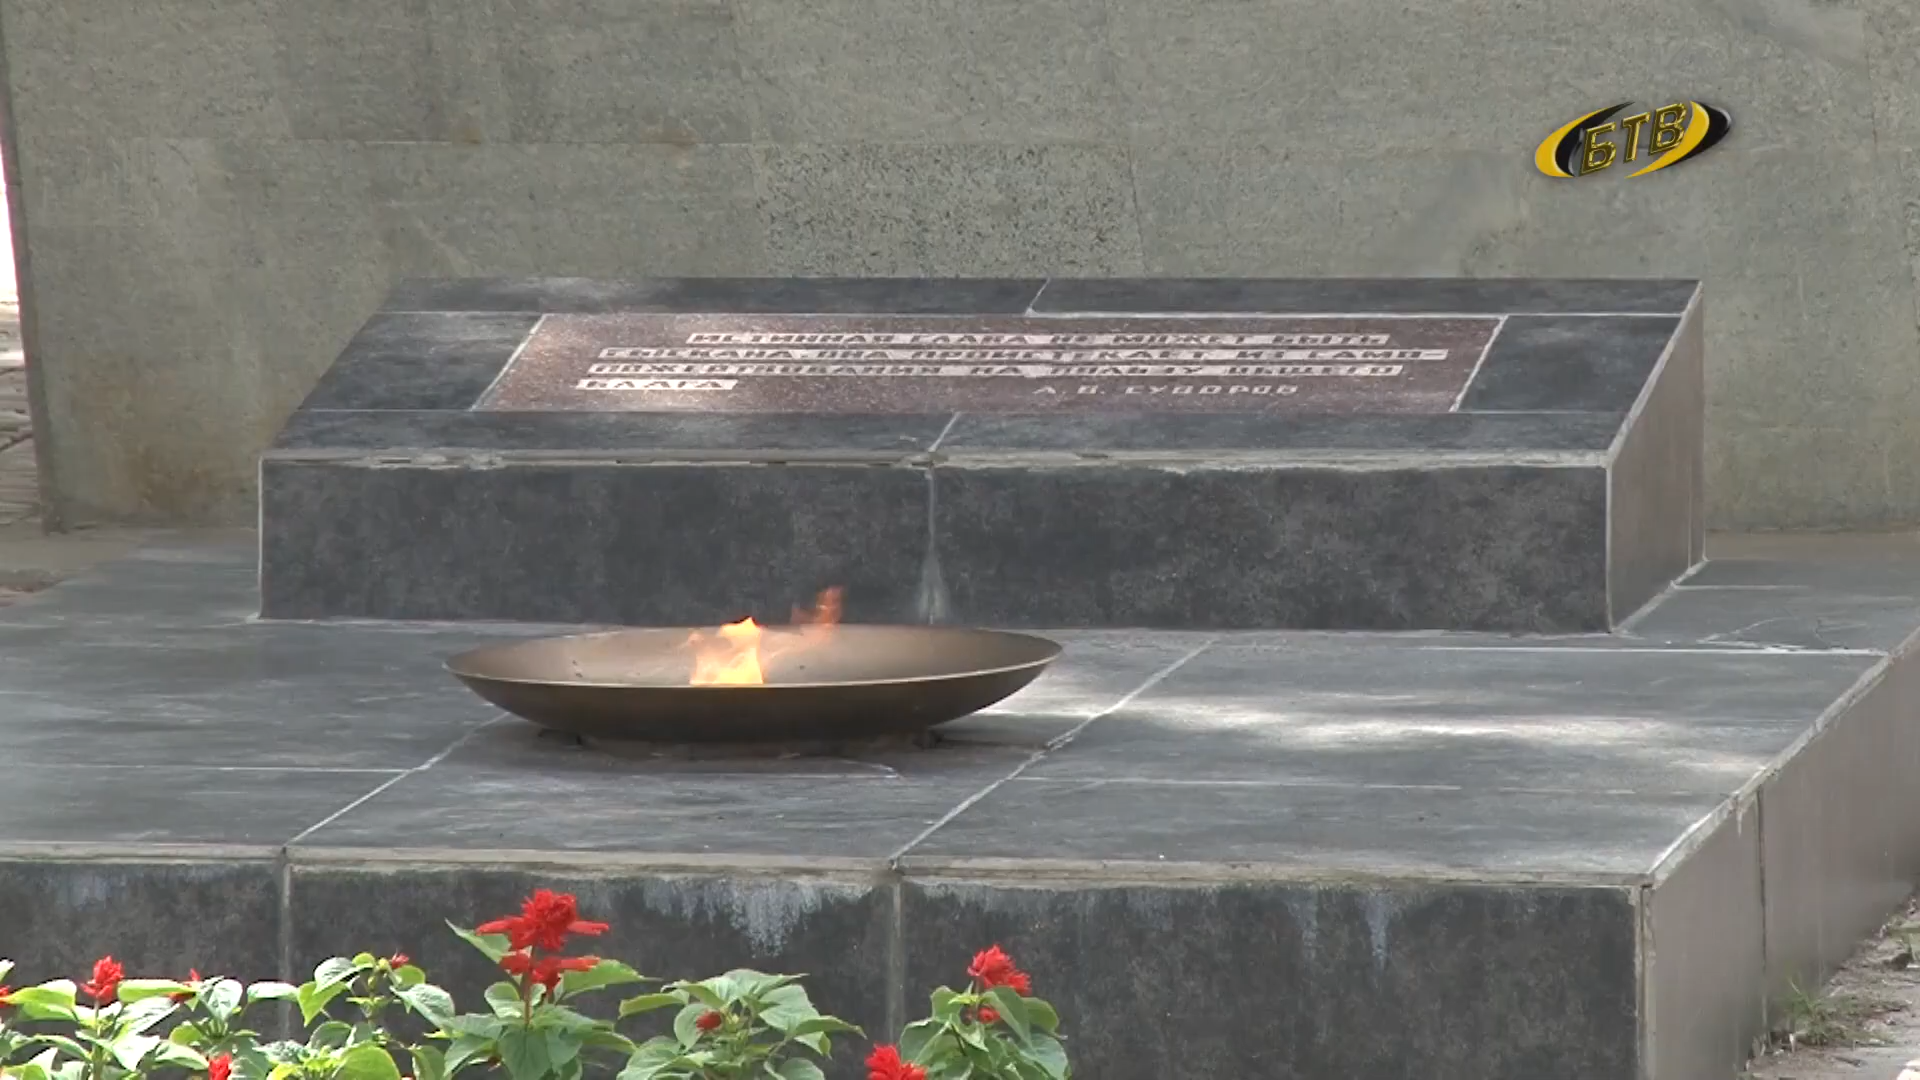 БТВ
ИСТИННАЯ СЛАВА НЕ МОЖЕТ БЫТЬ
СЫСКАНА ОНА ПРОИСТЕКАЕТ ИЗ САМО-
ПОЖЕРТВОВАНИЯ НА ПОЛЬЗУ ОБЩЕГО
БЛАГА
А. В. СУВОРОВ